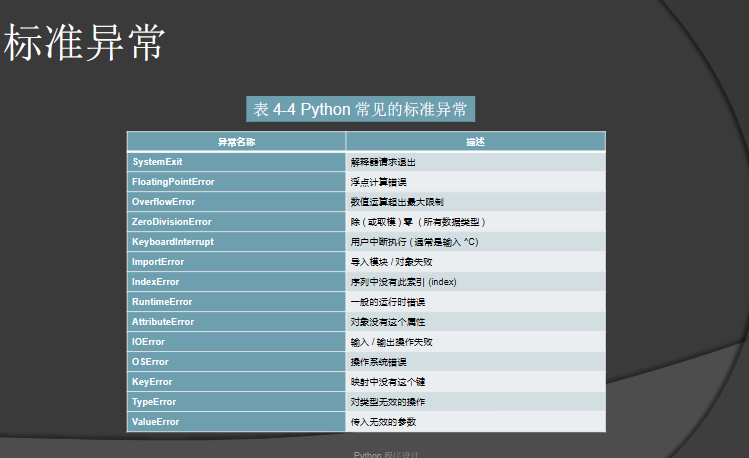 标准异常
表 4-4 Python 常见的标准异常
异常名称 描述
SystemExit 解释器请求退出
FloatingPointError 浮点计算错误
OverflowError 数值运算超出最大限制
ZeroDivisionError 除 ( 或取模 ) 零 ( 所有数据类型 )
KeyboardInterrupt 用户中断执行 ( 通常是输入 ^C)
ImportError 导入模块 / 对象失败
IndexError 序列中没有此索引 (index)
RuntimeError 一般的运行时错误
AttributeError 对象没有这个属性
IOError 输入 / 输出操作失败
OSError 操作系统错误
KeyError 映射中没有这个键
TypeError 对类型无效的操作
ValueError 传入无效的参数
Python 程序设计